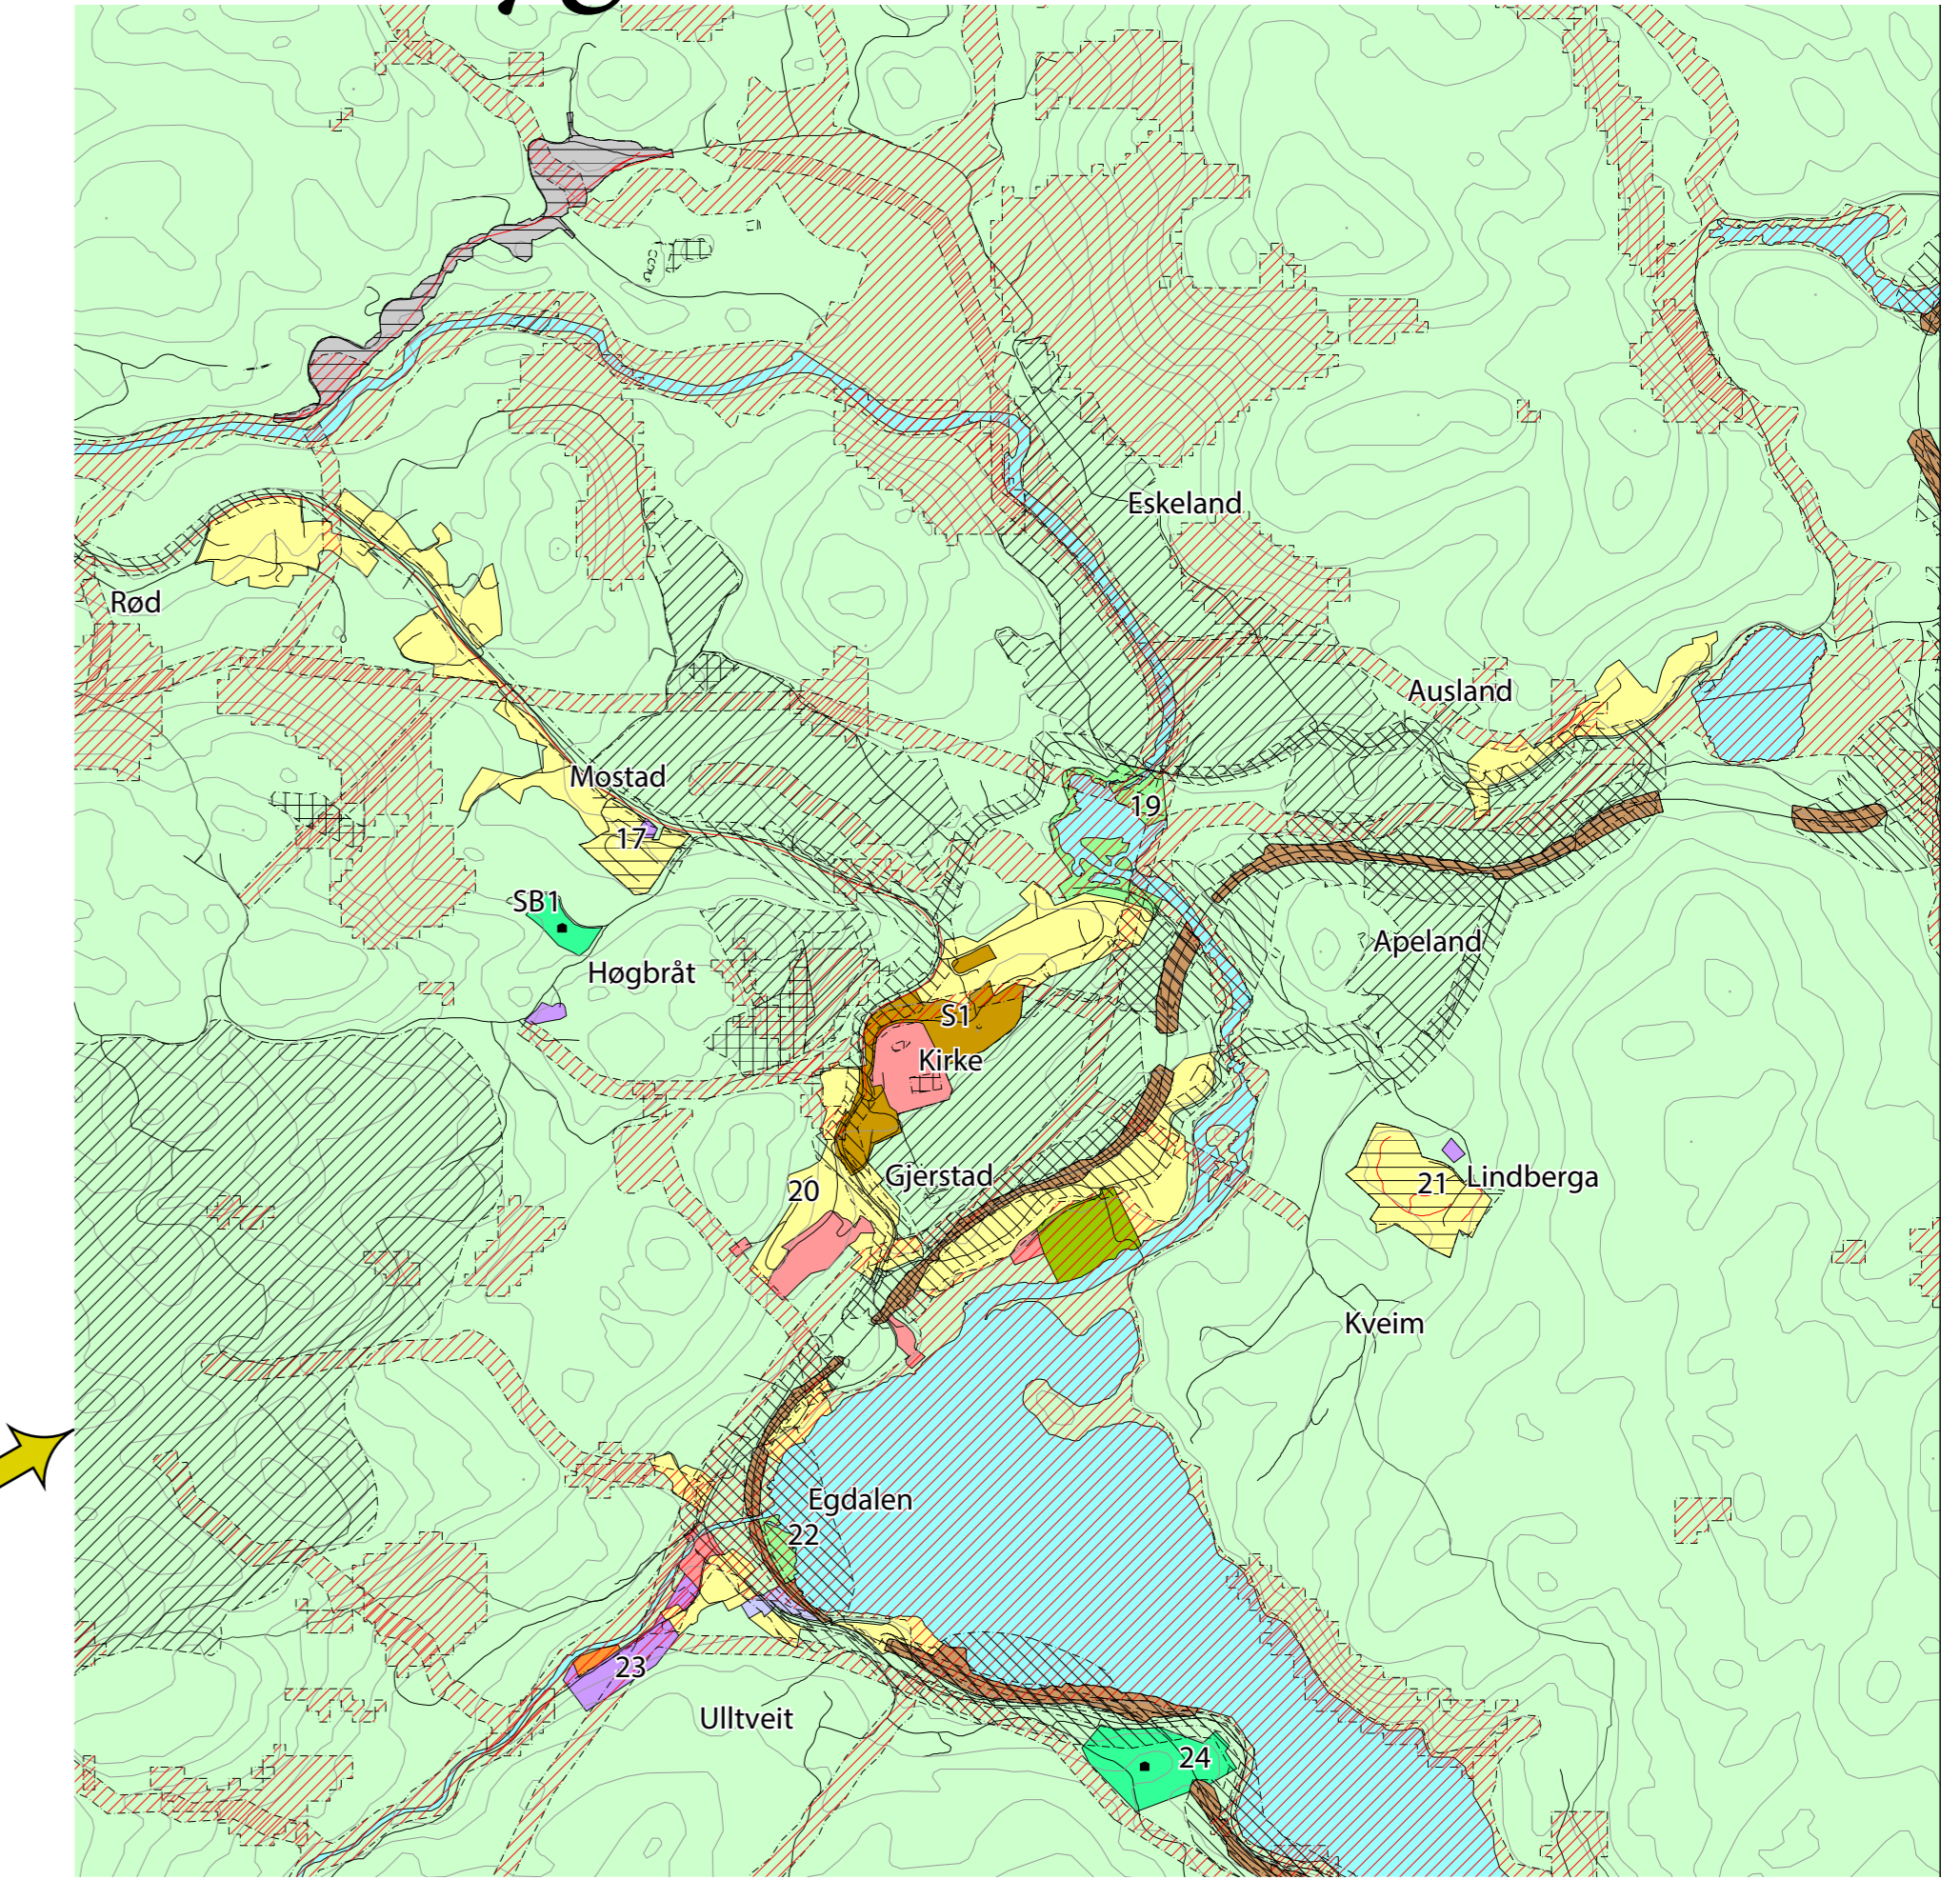 Eskeland
Rød
Ausland
Mostad
19
17
SB1
Apeland
Høgbråt
S1
Kirke
Gjerstad
20
21
Lindberga
Kveim
Egdalen
22
23
Ulltveit
24